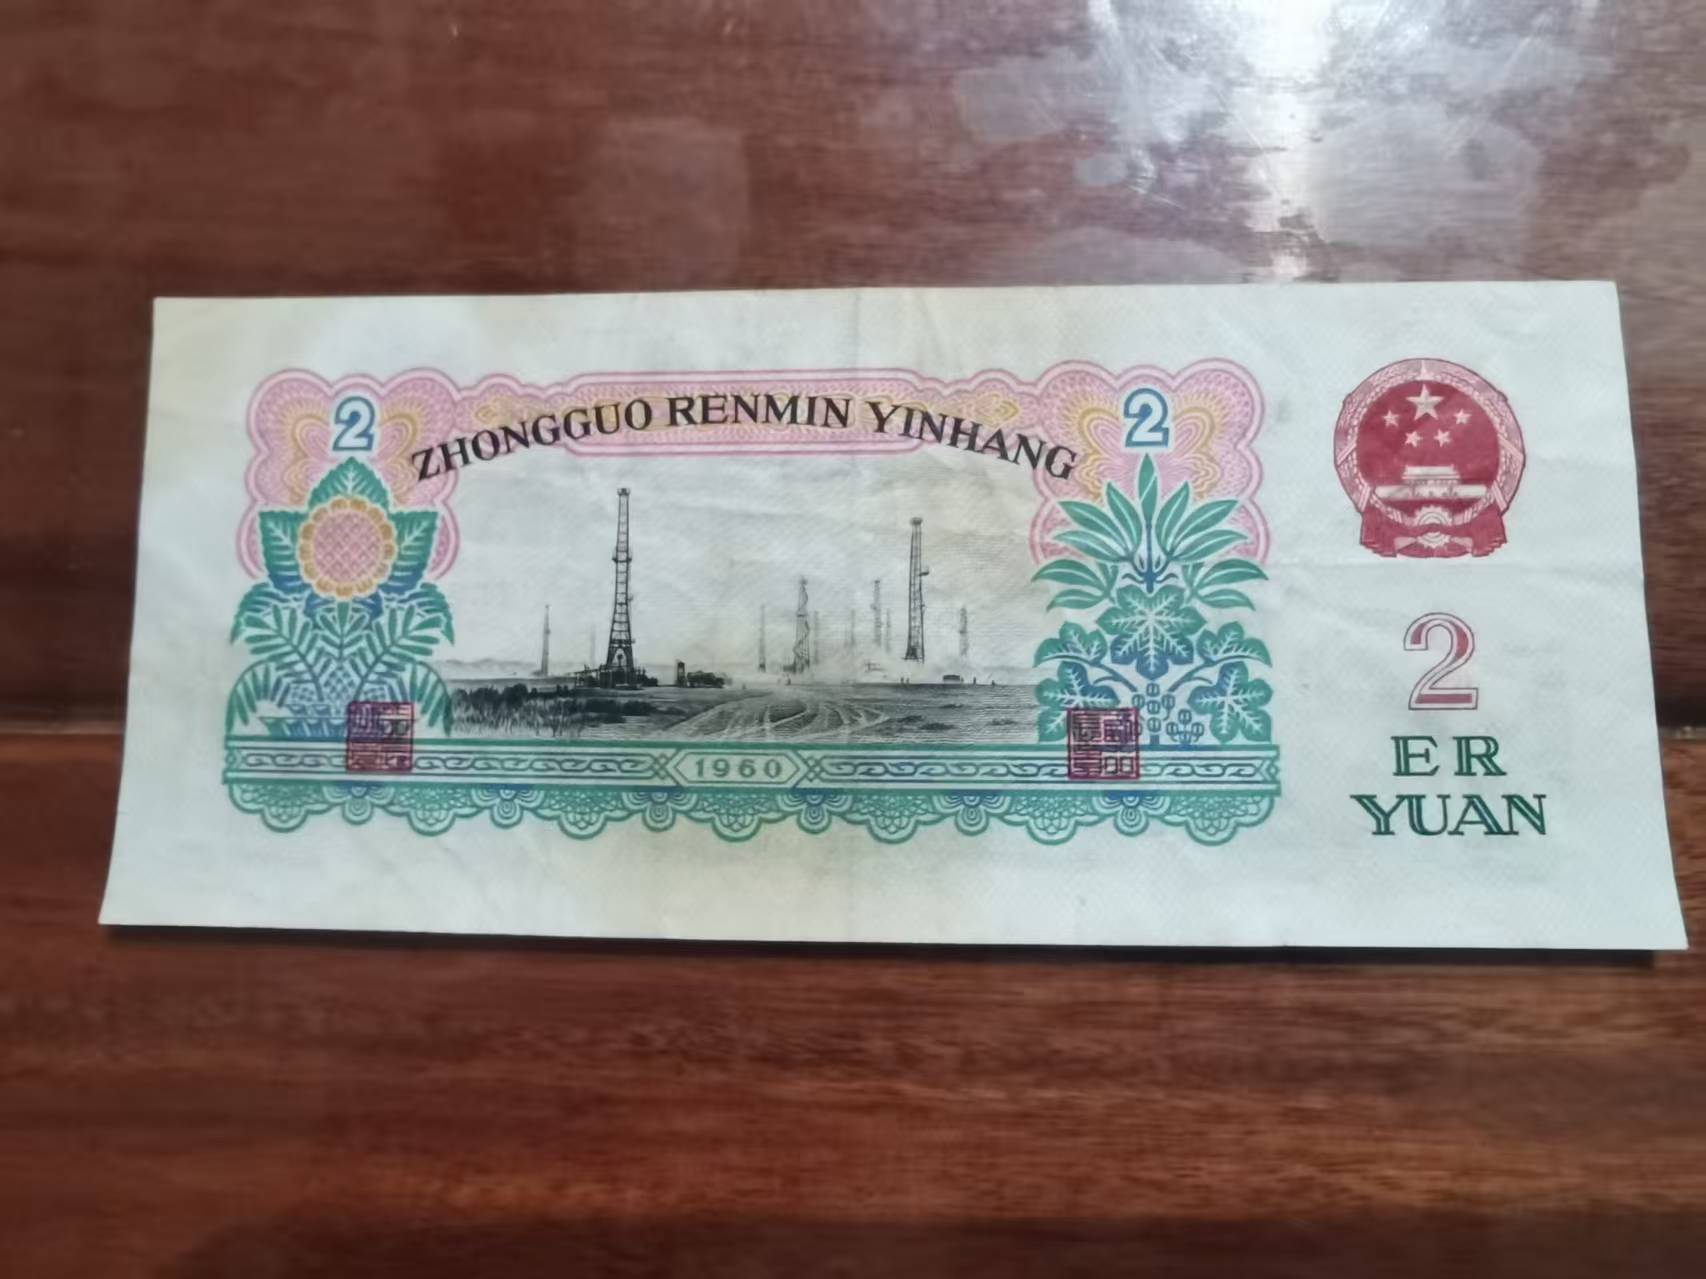 2
2
ZHONGGUO RENMIN YINHANG
2
ER
YUAN
1960